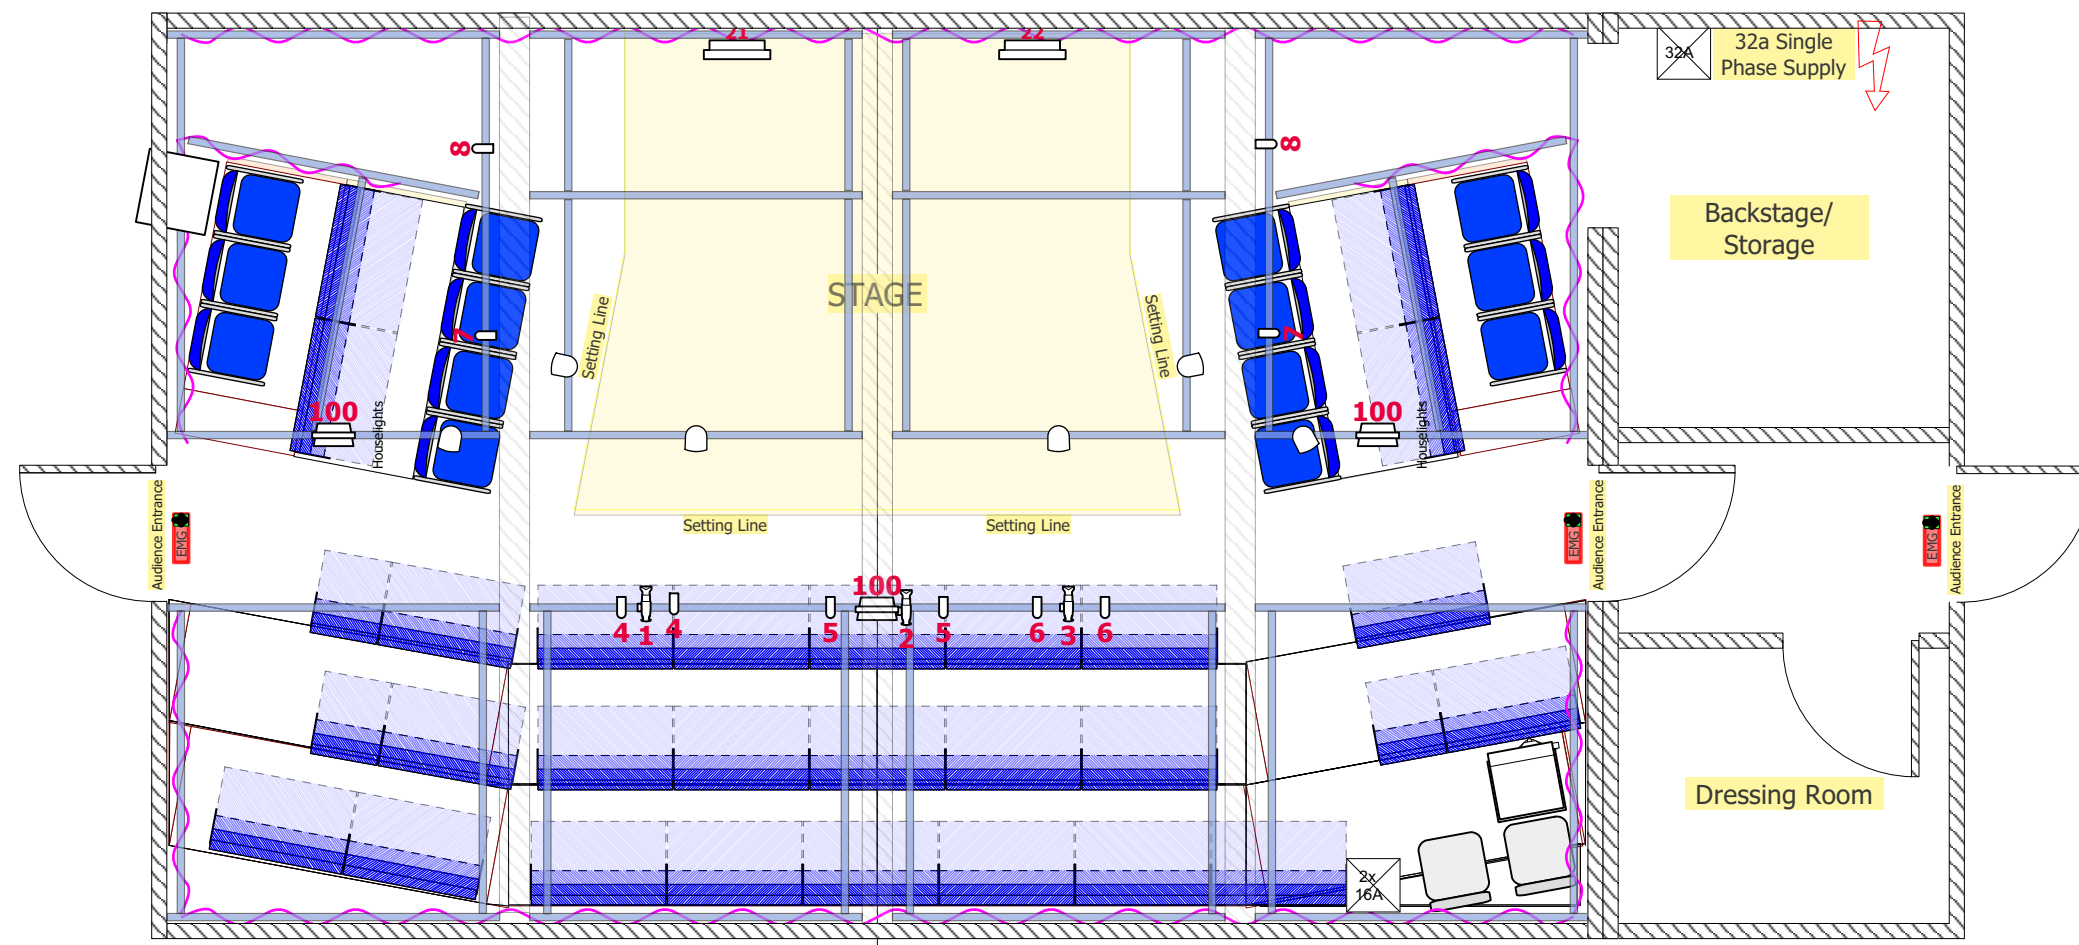 21
22
32A
32a Single
Phase Supply
8
8
Backstage/
Storage
STAGE
Setting Line
Setting Line
7
7
100
Houselights
100
Houselights
Audience Entrance
EMG
Setting Line
Setting Line
EMG
Audience Entrance
EMG
Audience Entrance
100
4
1
4
5
2
5
6
3
6
Dressing Room
2x
16A